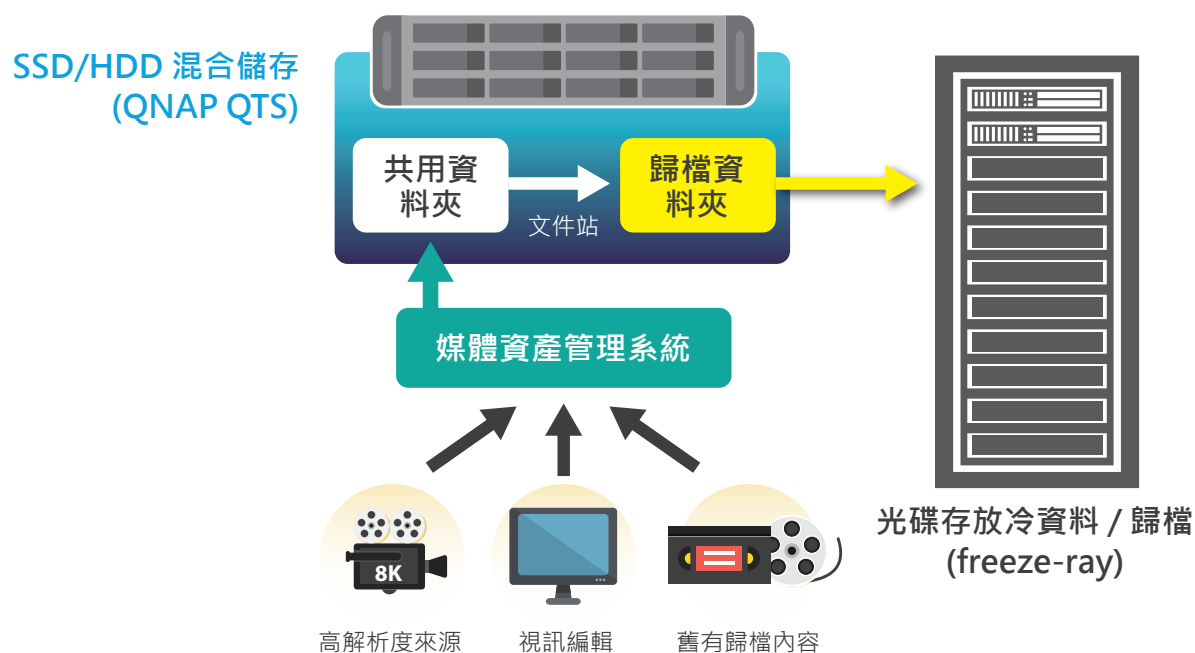 SSD/HDD 混合儲存
(QNAP QTS)
共用資
料夾
文件站
歸檔資
料夾
媒體資產管理系統
8K
高解析度來源
視訊編輯
舊有歸檔內容
光碟存放冷資料 / 歸檔
(freeze-ray)